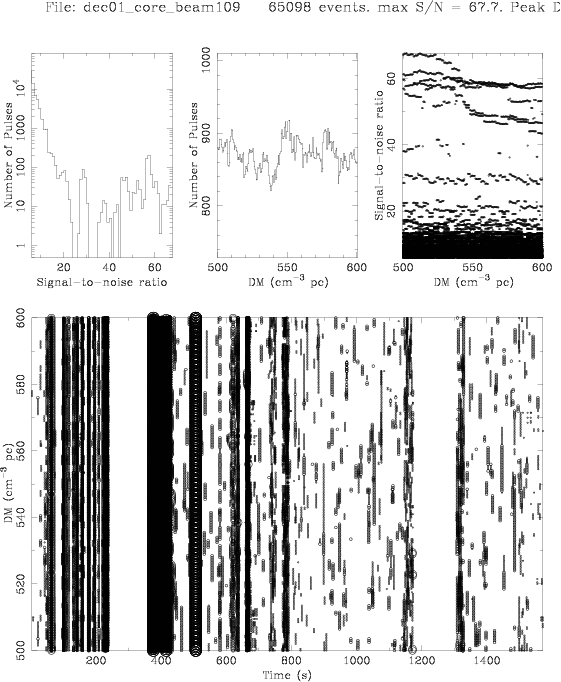 File: dec01_core_beam109 65098 events. max S/N = 67.7. Peak D
10⁴
1000
100
10
1
Number of Pulses
20 40 60
Signal-to-noise ratio
1000
900
800
Number of Pulses
500 550 600
DM (cm⁻³ pc)
60
40
20
Signal-to-noise ratio
500 550 600
DM (cm⁻³ pc)
600
580
560
540
520
500
DM (cm⁻³ pc)
200 400 600 800 1000 1200 1400
Time (s)